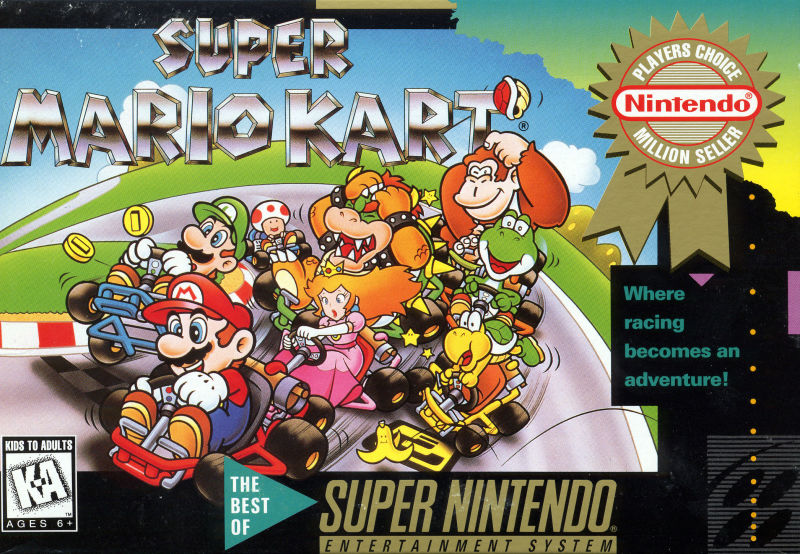 SUPER
MARIO KART
®
PLAYERS CHOICE
Nintendo®
MILLION SELLER
Where
racing
becomes an
adventure!
KIDS TO ADULTS
K-A
™
AGES 6+
THE
BEST
OF
SUPER NINTENDO®
ENTERTAINMENT SYSTEM